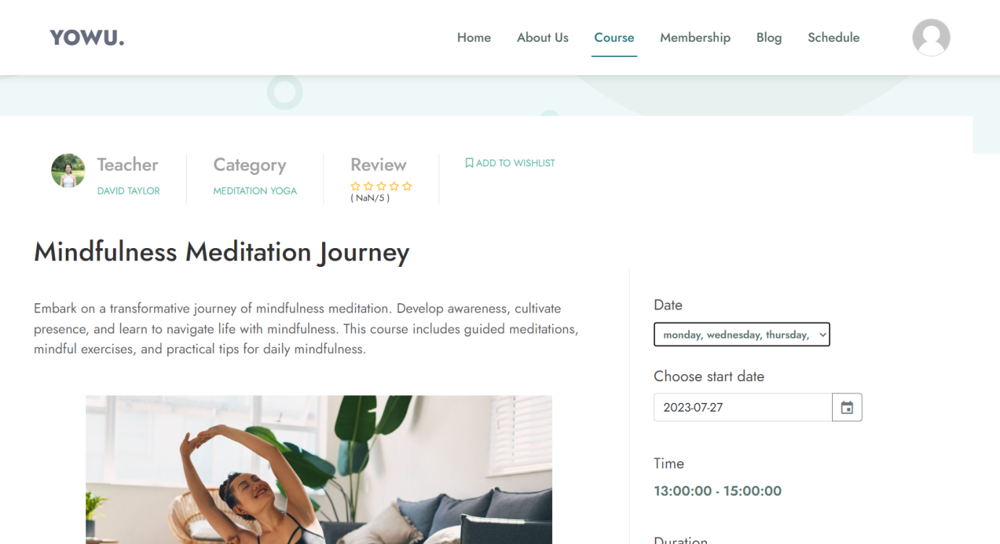 YOWU.
Home
About Us
Course
Membership
Blog
Schedule
Teacher
DAVID TAYLOR
Category
MEDITATION YOGA
Review
( NaN/5 )
ADD TO WISHLIST
Mindfulness Meditation Journey
Embark on a transformative journey of mindfulness meditation. Develop awareness, cultivate
presence, and learn to navigate life with mindfulness. This course includes guided meditations,
mindful exercises, and practical tips for daily mindfulness.
Date
monday, wednesday, thursday,
Choose start date
2023-07-27
Time
13:00:00 - 15:00:00
Duration